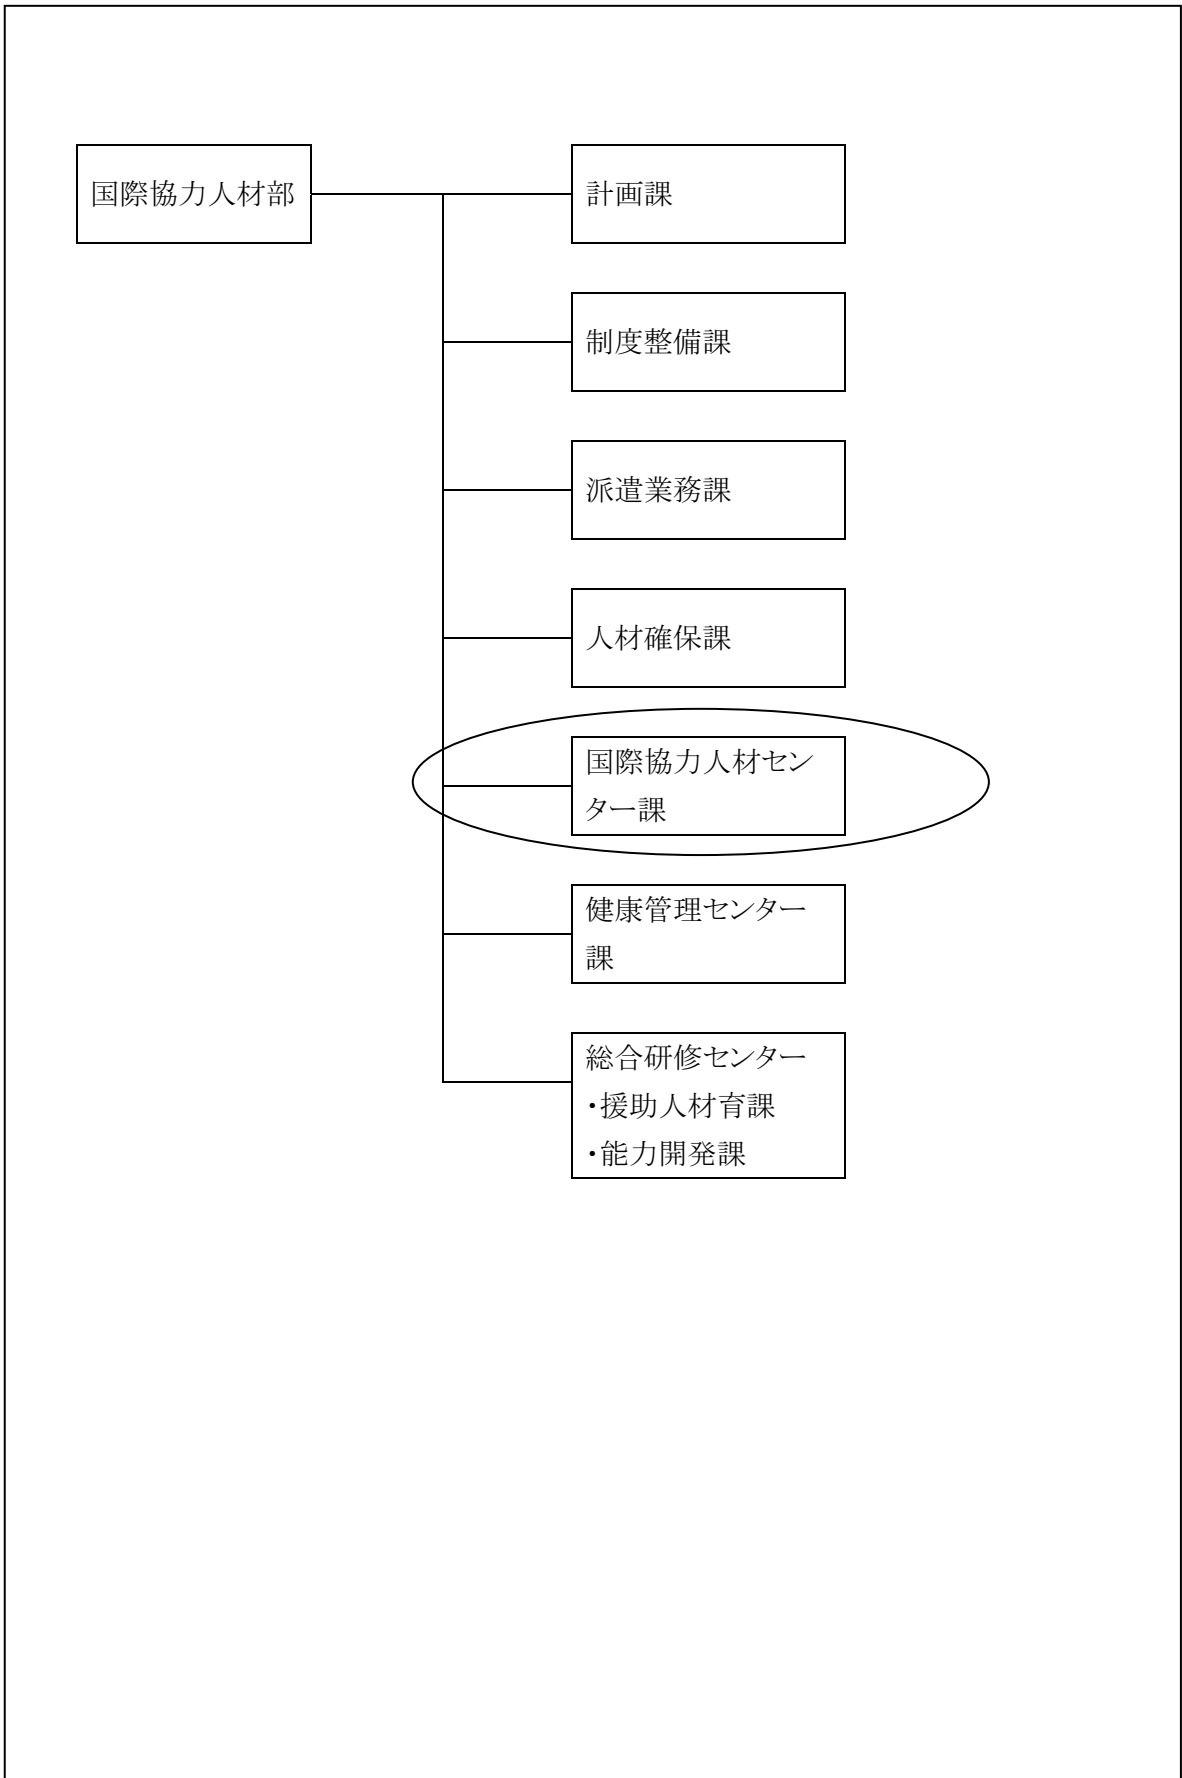 国際協力人材部
計画課
制度整備課
派遣業務課
人材確保課
国際協力人材セン
ター課
健康管理センター
課
総合研修センター
・援助人材育課
・能力開発課